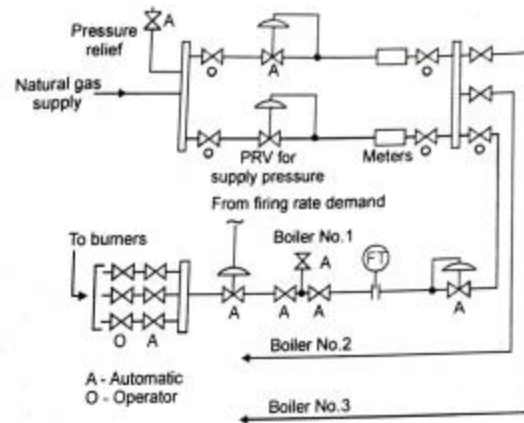 Pressure relief
A
Natural gas supply
O
A
O
O
PRV for supply pressure
Meters
O
O
From firing rate demand
To burners
Boiler No.1
A
FT
A
A
A
A
O
A
Boiler No.2
A - Automatic
O - Operator
Boiler No.3